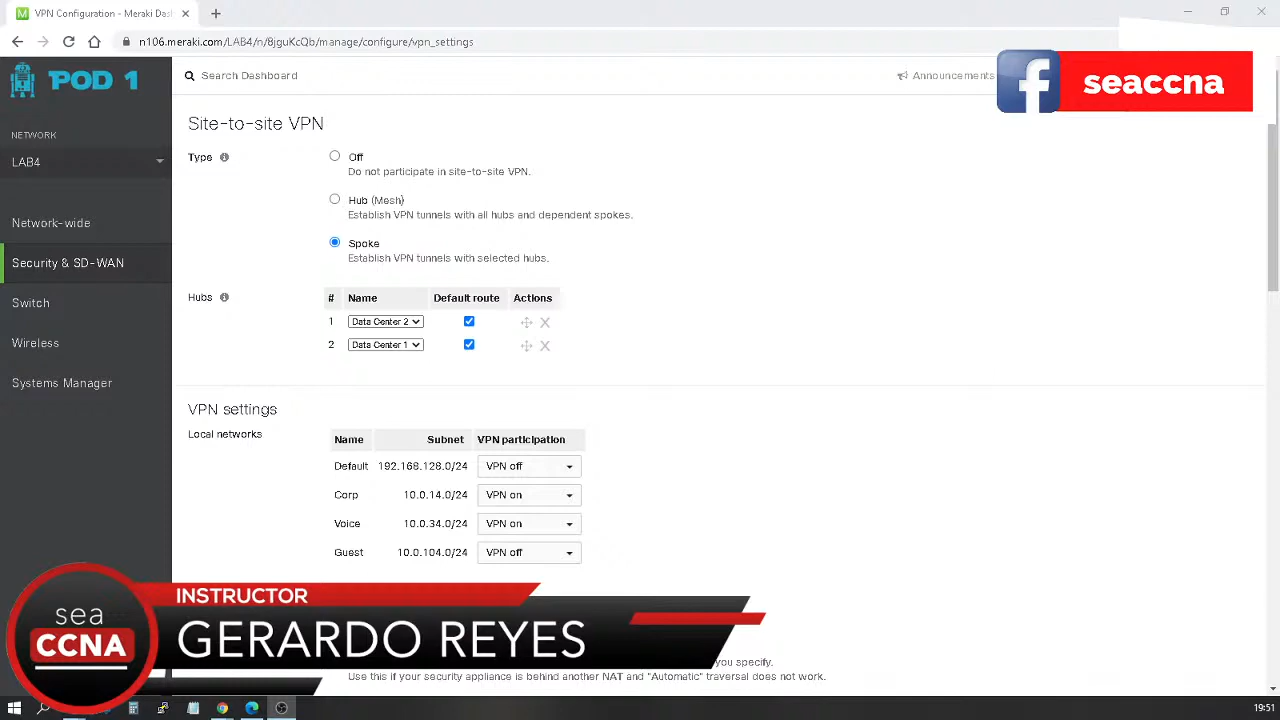 VPN Configuration - Meraki Das
n106.meraki.com/LAB4/n/8jguKcQb/manage/configure/vpn_settings
POD 1
Search Dashboard
Announcements
f seaccna
NETWORK
LAB4
Network-wide
Security & SD-WAN
Switch
Wireless
Systems Manager
Site-to-site VPN
Type
Off
Do not participate in site-to-site VPN.
Hub (Mesh)
Establish VPN tunnels with all hubs and dependent spokes.
Spoke
Establish VPN tunnels with selected hubs.
Hubs
# Name Default route Actions
1 Data Center 2
2 Data Center 1
VPN settings
Local networks
Name Subnet VPN participation
Default 192.168.128.0/24 VPN off
Corp 10.0.14.0/24 VPN on
Voice 10.0.34.0/24 VPN on
Guest 10.0.104.0/24 VPN off
you specify.
Use this if your security appliance is behind another NAT and "Automatic" traversal does not work.
sea
CCNA
INSTRUCTOR
GERARDO REYES
19:51